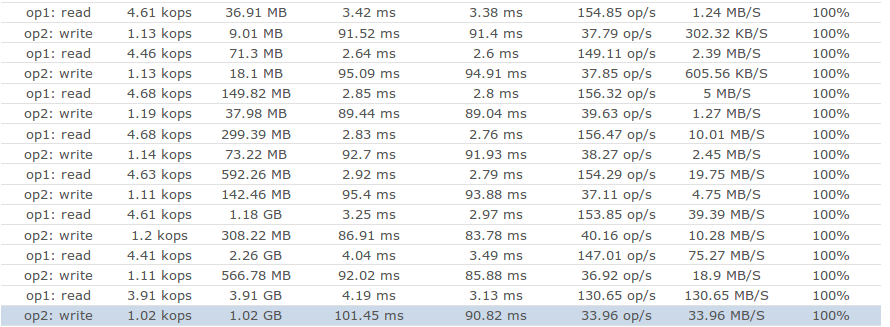 op1: read 4.61 kops 36.91 MB 3.42 ms 3.38 ms 154.85 op/s 1.24 MB/S 100%
op2: write 1.13 kops 9.01 MB 91.52 ms 91.4 ms 37.79 op/s 302.32 KB/S 100%
op1: read 4.46 kops 71.3 MB 2.64 ms 2.6 ms 149.11 op/s 2.39 MB/S 100%
op2: write 1.13 kops 18.1 MB 95.09 ms 94.91 ms 37.85 op/s 605.56 KB/S 100%
op1: read 4.68 kops 149.82 MB 2.85 ms 2.8 ms 156.32 op/s 5 MB/S 100%
op2: write 1.19 kops 37.98 MB 89.44 ms 89.04 ms 39.63 op/s 1.27 MB/S 100%
op1: read 4.68 kops 299.39 MB 2.83 ms 2.76 ms 156.47 op/s 10.01 MB/S 100%
op2: write 1.14 kops 73.22 MB 92.7 ms 91.93 ms 38.27 op/s 2.45 MB/S 100%
op1: read 4.63 kops 592.26 MB 2.92 ms 2.79 ms 154.29 op/s 19.75 MB/S 100%
op2: write 1.11 kops 142.46 MB 95.4 ms 93.88 ms 37.11 op/s 4.75 MB/S 100%
op1: read 4.61 kops 1.18 GB 3.25 ms 2.97 ms 153.85 op/s 39.39 MB/S 100%
op2: write 1.2 kops 308.22 MB 86.91 ms 83.78 ms 40.16 op/s 10.28 MB/S 100%
op1: read 4.41 kops 2.26 GB 4.04 ms 3.49 ms 147.01 op/s 75.27 MB/S 100%
op2: write 1.11 kops 566.78 MB 92.02 ms 85.88 ms 36.92 op/s 18.9 MB/S 100%
op1: read 3.91 kops 3.91 GB 4.19 ms 3.13 ms 130.65 op/s 130.65 MB/S 100%
op2: write 1.02 kops 1.02 GB 101.45 ms 90.82 ms 33.96 op/s 33.96 MB/S 100%